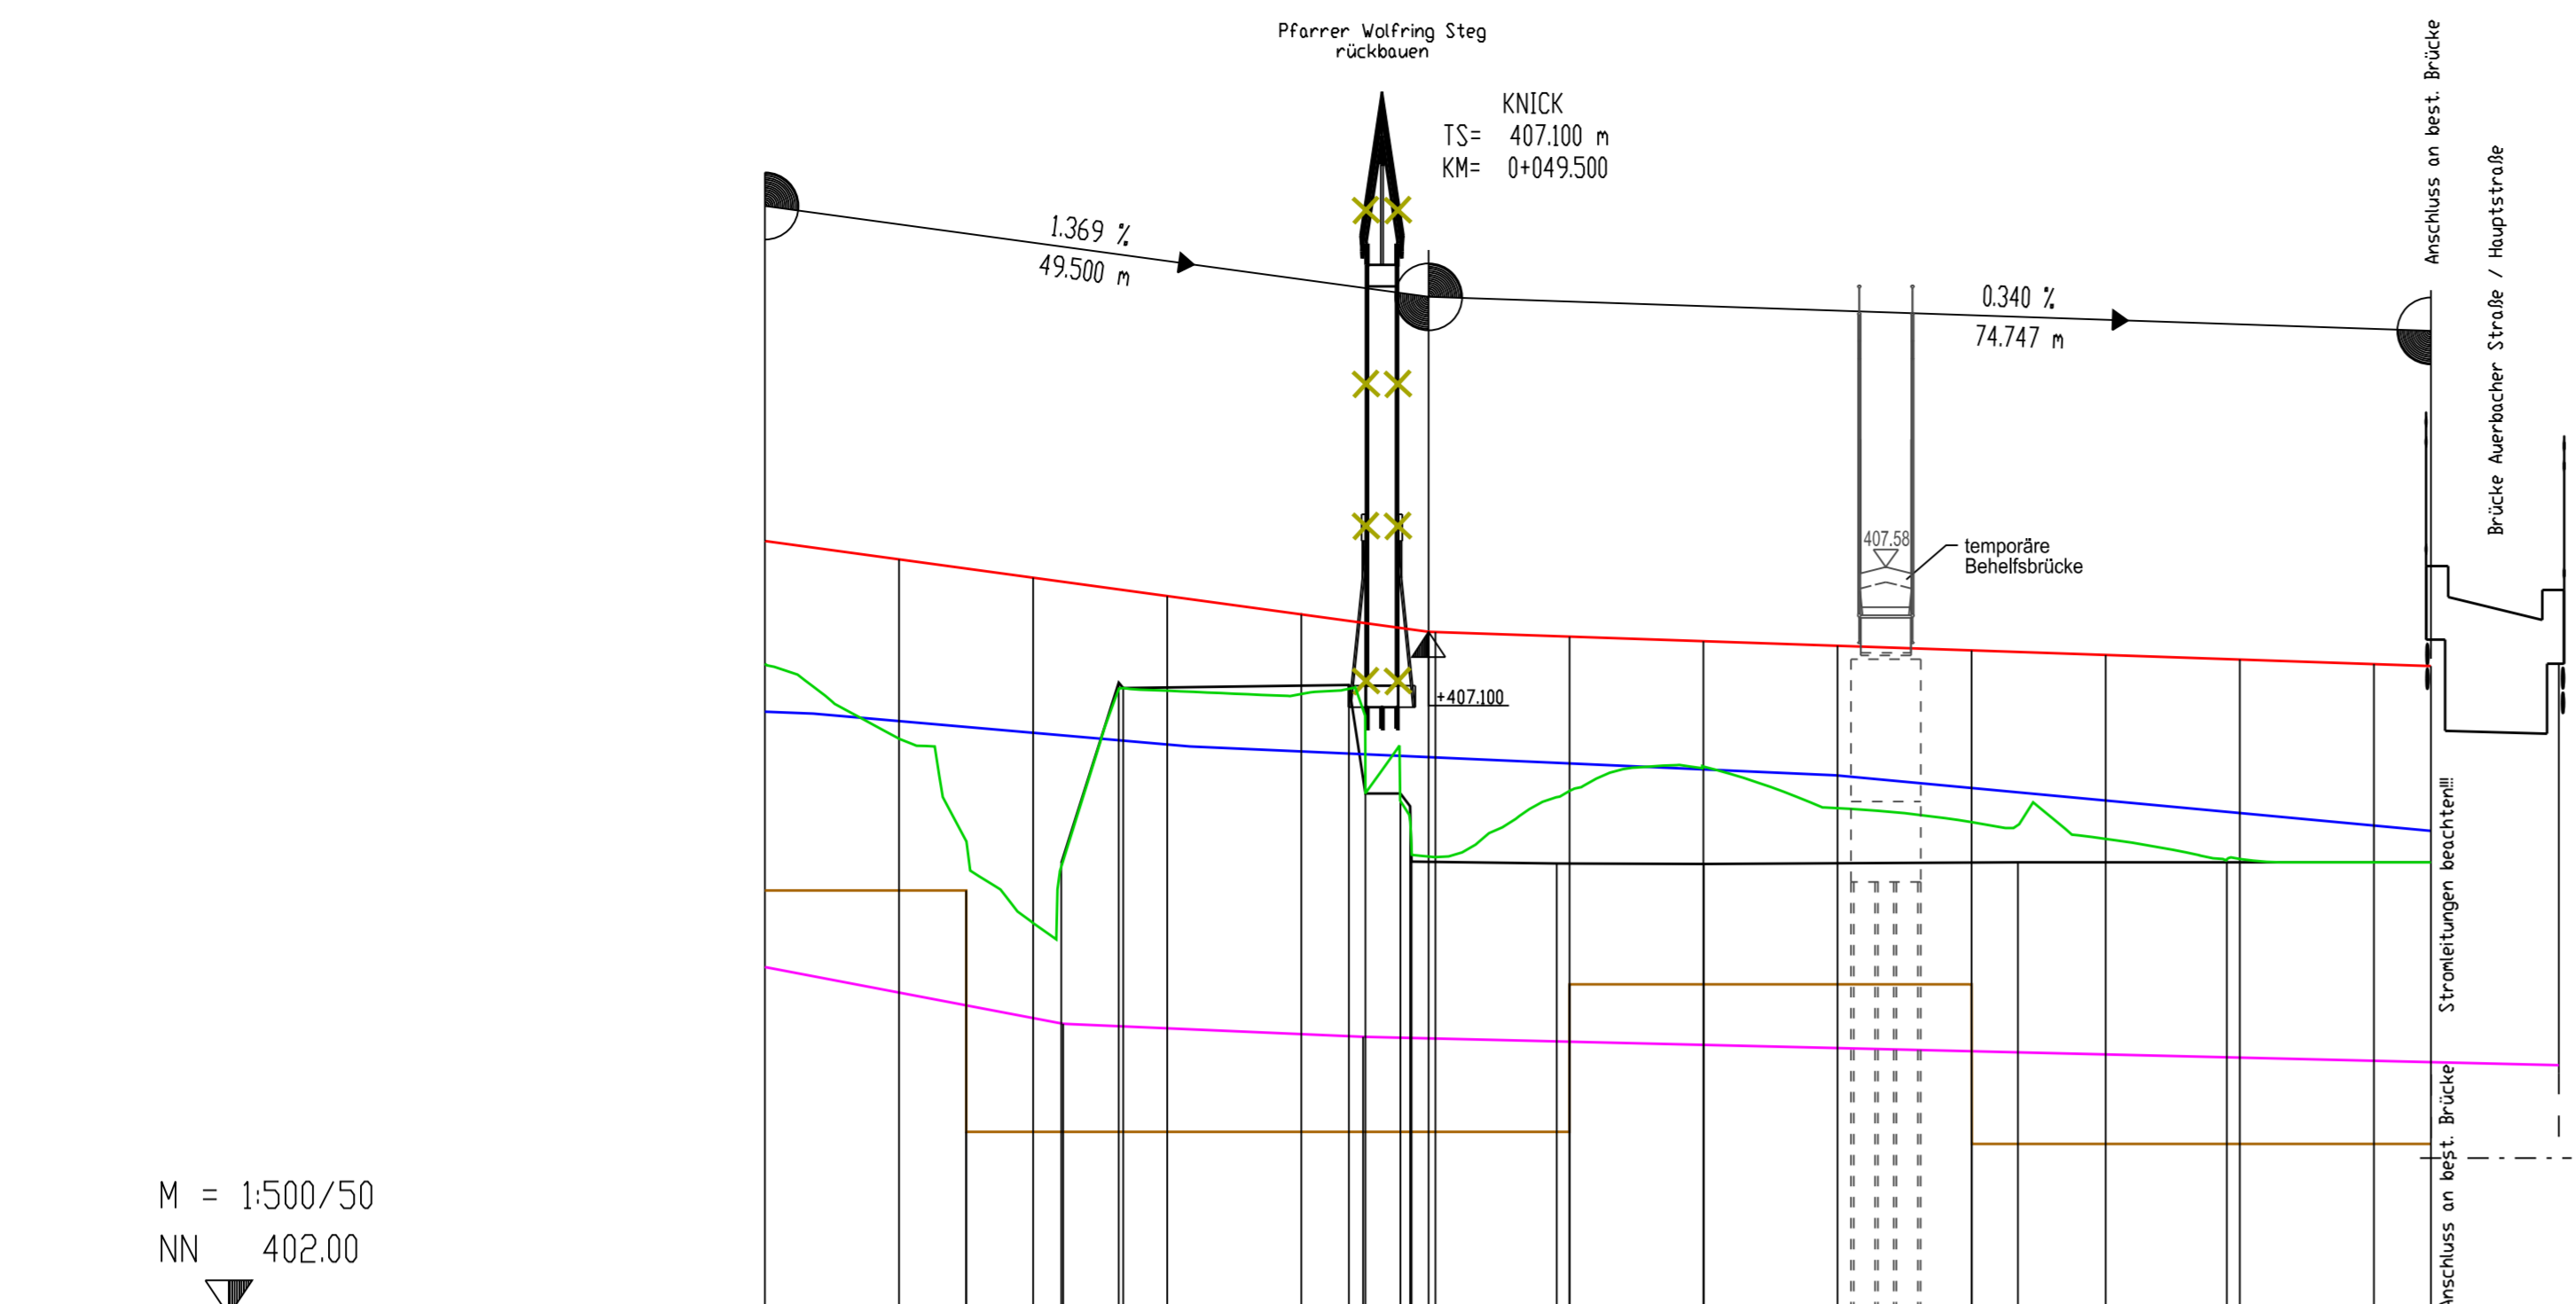 Pfarrer Wolfring Steg
rückbauen
KNICK
TS= 407.100 m
KM= 0+049.500
1.369 %
49.500 m
0.340 %
74.747 m
407.58
temporäre
Behelfsbrücke
+407.100
Anschluss an best. Brücke
Brücke Auerbacher Straße / Hauptstraße
Stromleitungen beachten!!!
Anschluss an best. Brücke
M = 1:500/50
NN 402.00